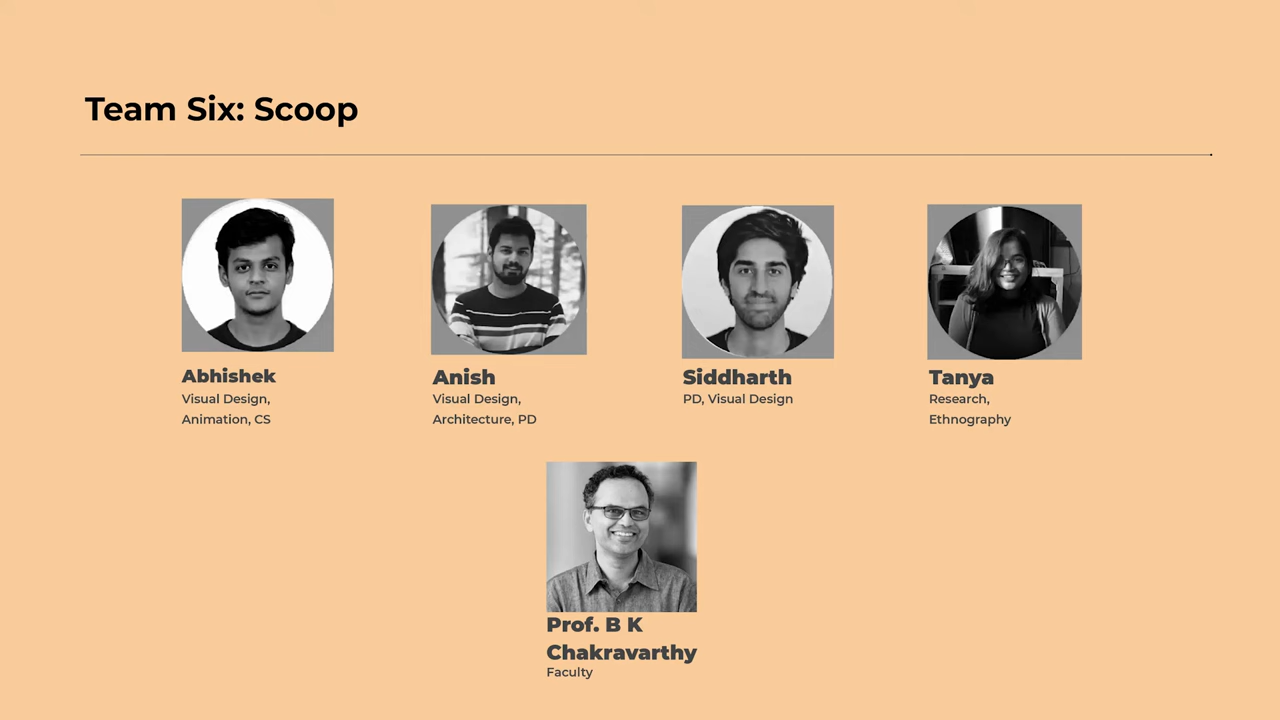 Team Six: Scoop
Abhishek
Visual Design,
Animation, CS
Anish
Visual Design,
Architecture, PD
Siddharth
PD, Visual Design
Tanya
Research,
Ethnography
Prof. B K
Chakravarthy
Faculty